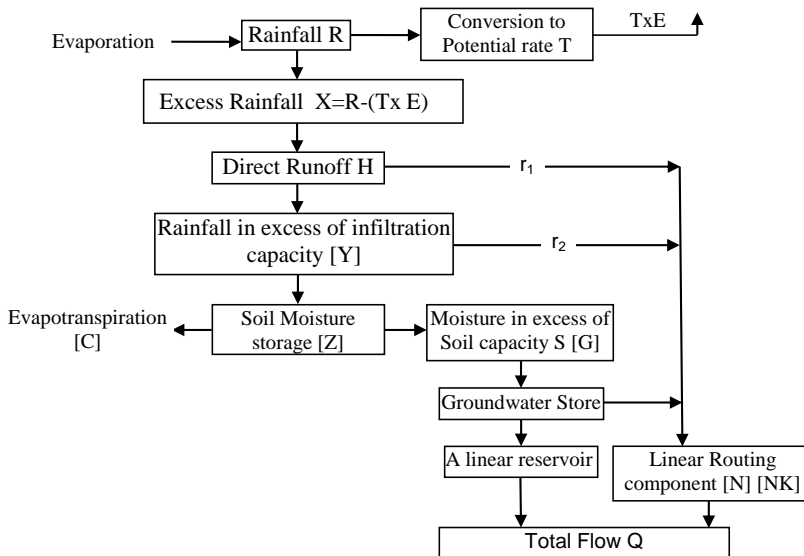 Evaporation
Rainfall R
Conversion to
Potential rate T
TxE
Excess Rainfall X=R-(Tx E)
Direct Runoff H
r₁
Rainfall in excess of infiltration
capacity [Y]
r₂
Evapotranspiration
[C]
Soil Moisture
storage [Z]
Moisture in excess of
Soil capacity S [G]
Groundwater Store
A linear reservoir
Linear Routing
component [N] [NK]
Total Flow Q